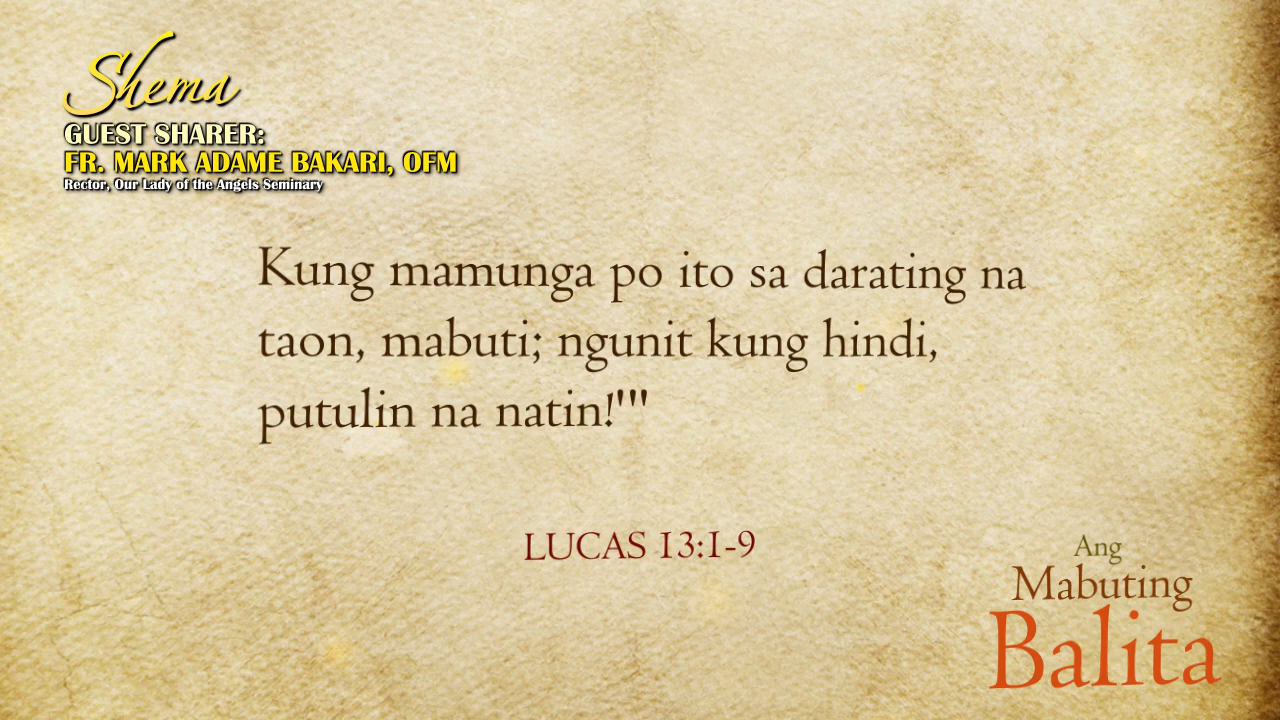 Shema
GUEST SHARER:
FR. MARK ADAME BAKARI, OFM
Rector, Our Lady of the Angels Seminary
Kung mamunga po ito sa darating na
taon, mabuti; ngunit kung hindi,
putulin na natin!'"
LUCAS 13:1-9
Ang
Mabuting
Balita